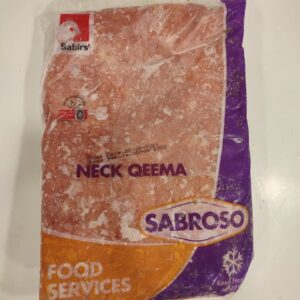 Sabirs'
NECK QEEMA
SABROSO
FOOD
SERVICES